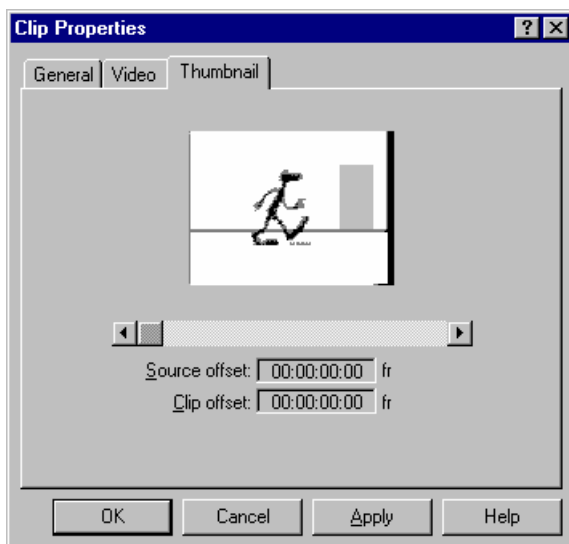 Clip Properties
General Video Thumbnail
Source offset: 00:00:00:00 fr
Clip offset: 00:00:00:00 fr
OK Cancel Apply Help